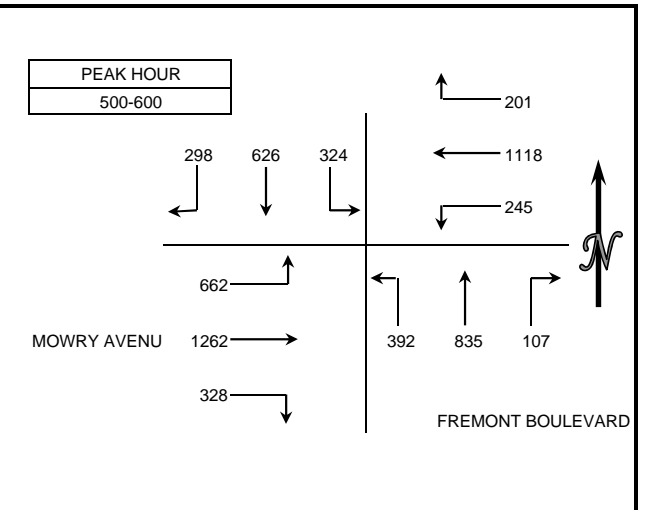 PEAK HOUR
500-600
201
298 626 324
1118
245
662
N
MOWRY AVENU 1262
392 835 107
328
FREMONT BOULEVARD